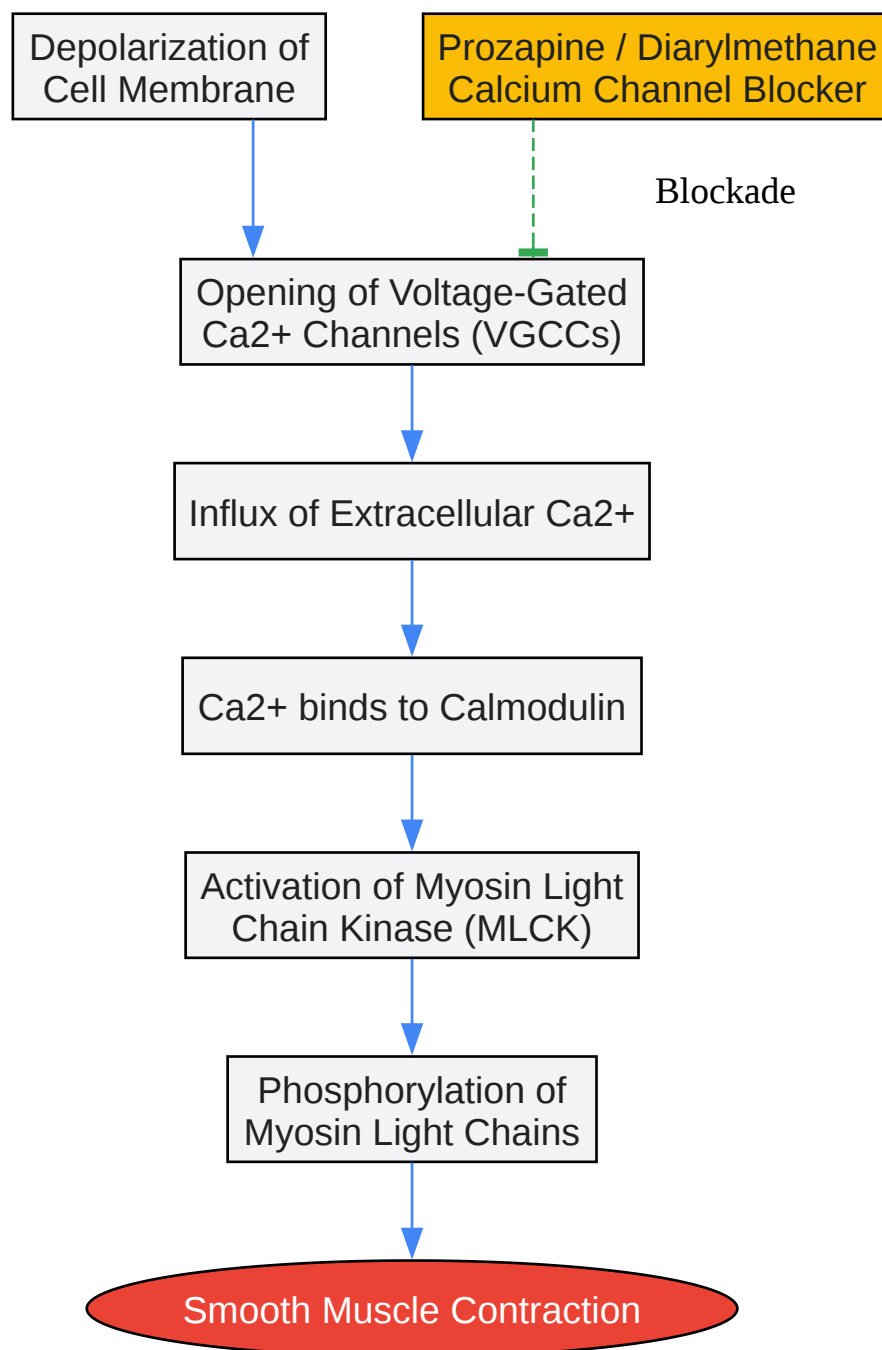 Depolarization of
Cell Membrane
Prozapine / Diarylmethane
Calcium Channel Blocker
Blockade
Opening of Voltage-Gated
Ca2+ Channels (VGCCs)
Influx of Extracellular Ca2+
Ca2+ binds to Calmodulin
Activation of Myosin Light
Chain Kinase (MLCK)
Phosphorylation of
Myosin Light Chains
Smooth Muscle Contraction